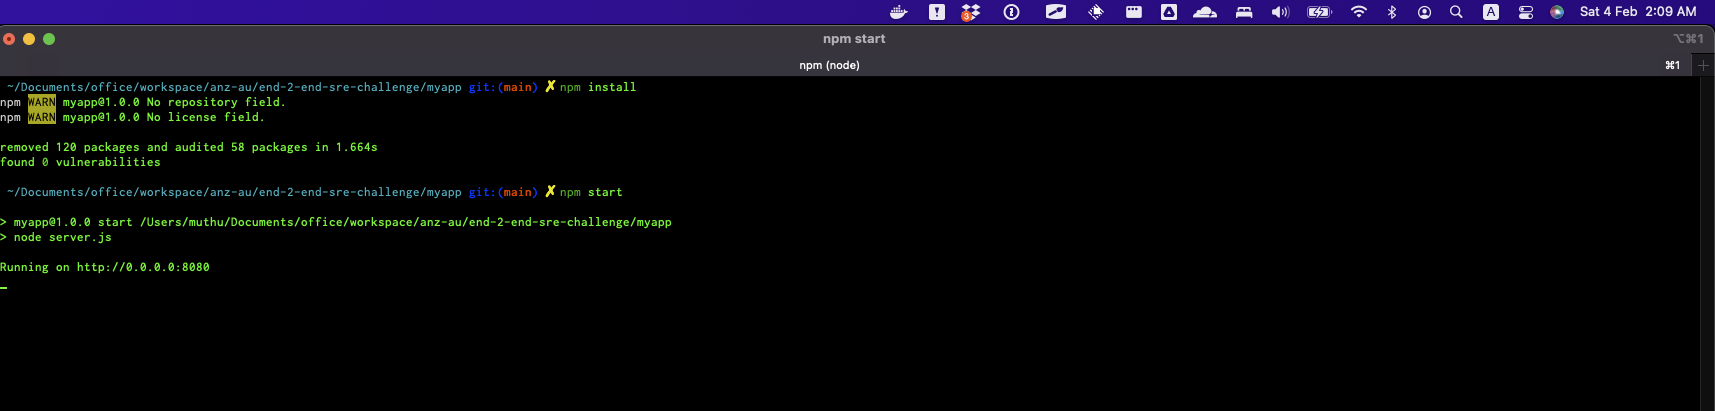 Sat 4 Feb 2:09 AM
npm start
⌥⌘1
npm (node)
⌘1
~/Documents/office/workspace/anz-au/end-2-end-sre-challenge/myapp git:(main) ✗ npm install
npm WARN myapp@1.0.0 No repository field.
npm WARN myapp@1.0.0 No license field.
removed 120 packages and audited 58 packages in 1.664s
found 0 vulnerabilities
~/Documents/office/workspace/anz-au/end-2-end-sre-challenge/myapp git:(main) ✗ npm start
> myapp@1.0.0 start /Users/muthu/Documents/office/workspace/anz-au/end-2-end-sre-challenge/myapp
> node server.js
Running on http://0.0.0.0:8080